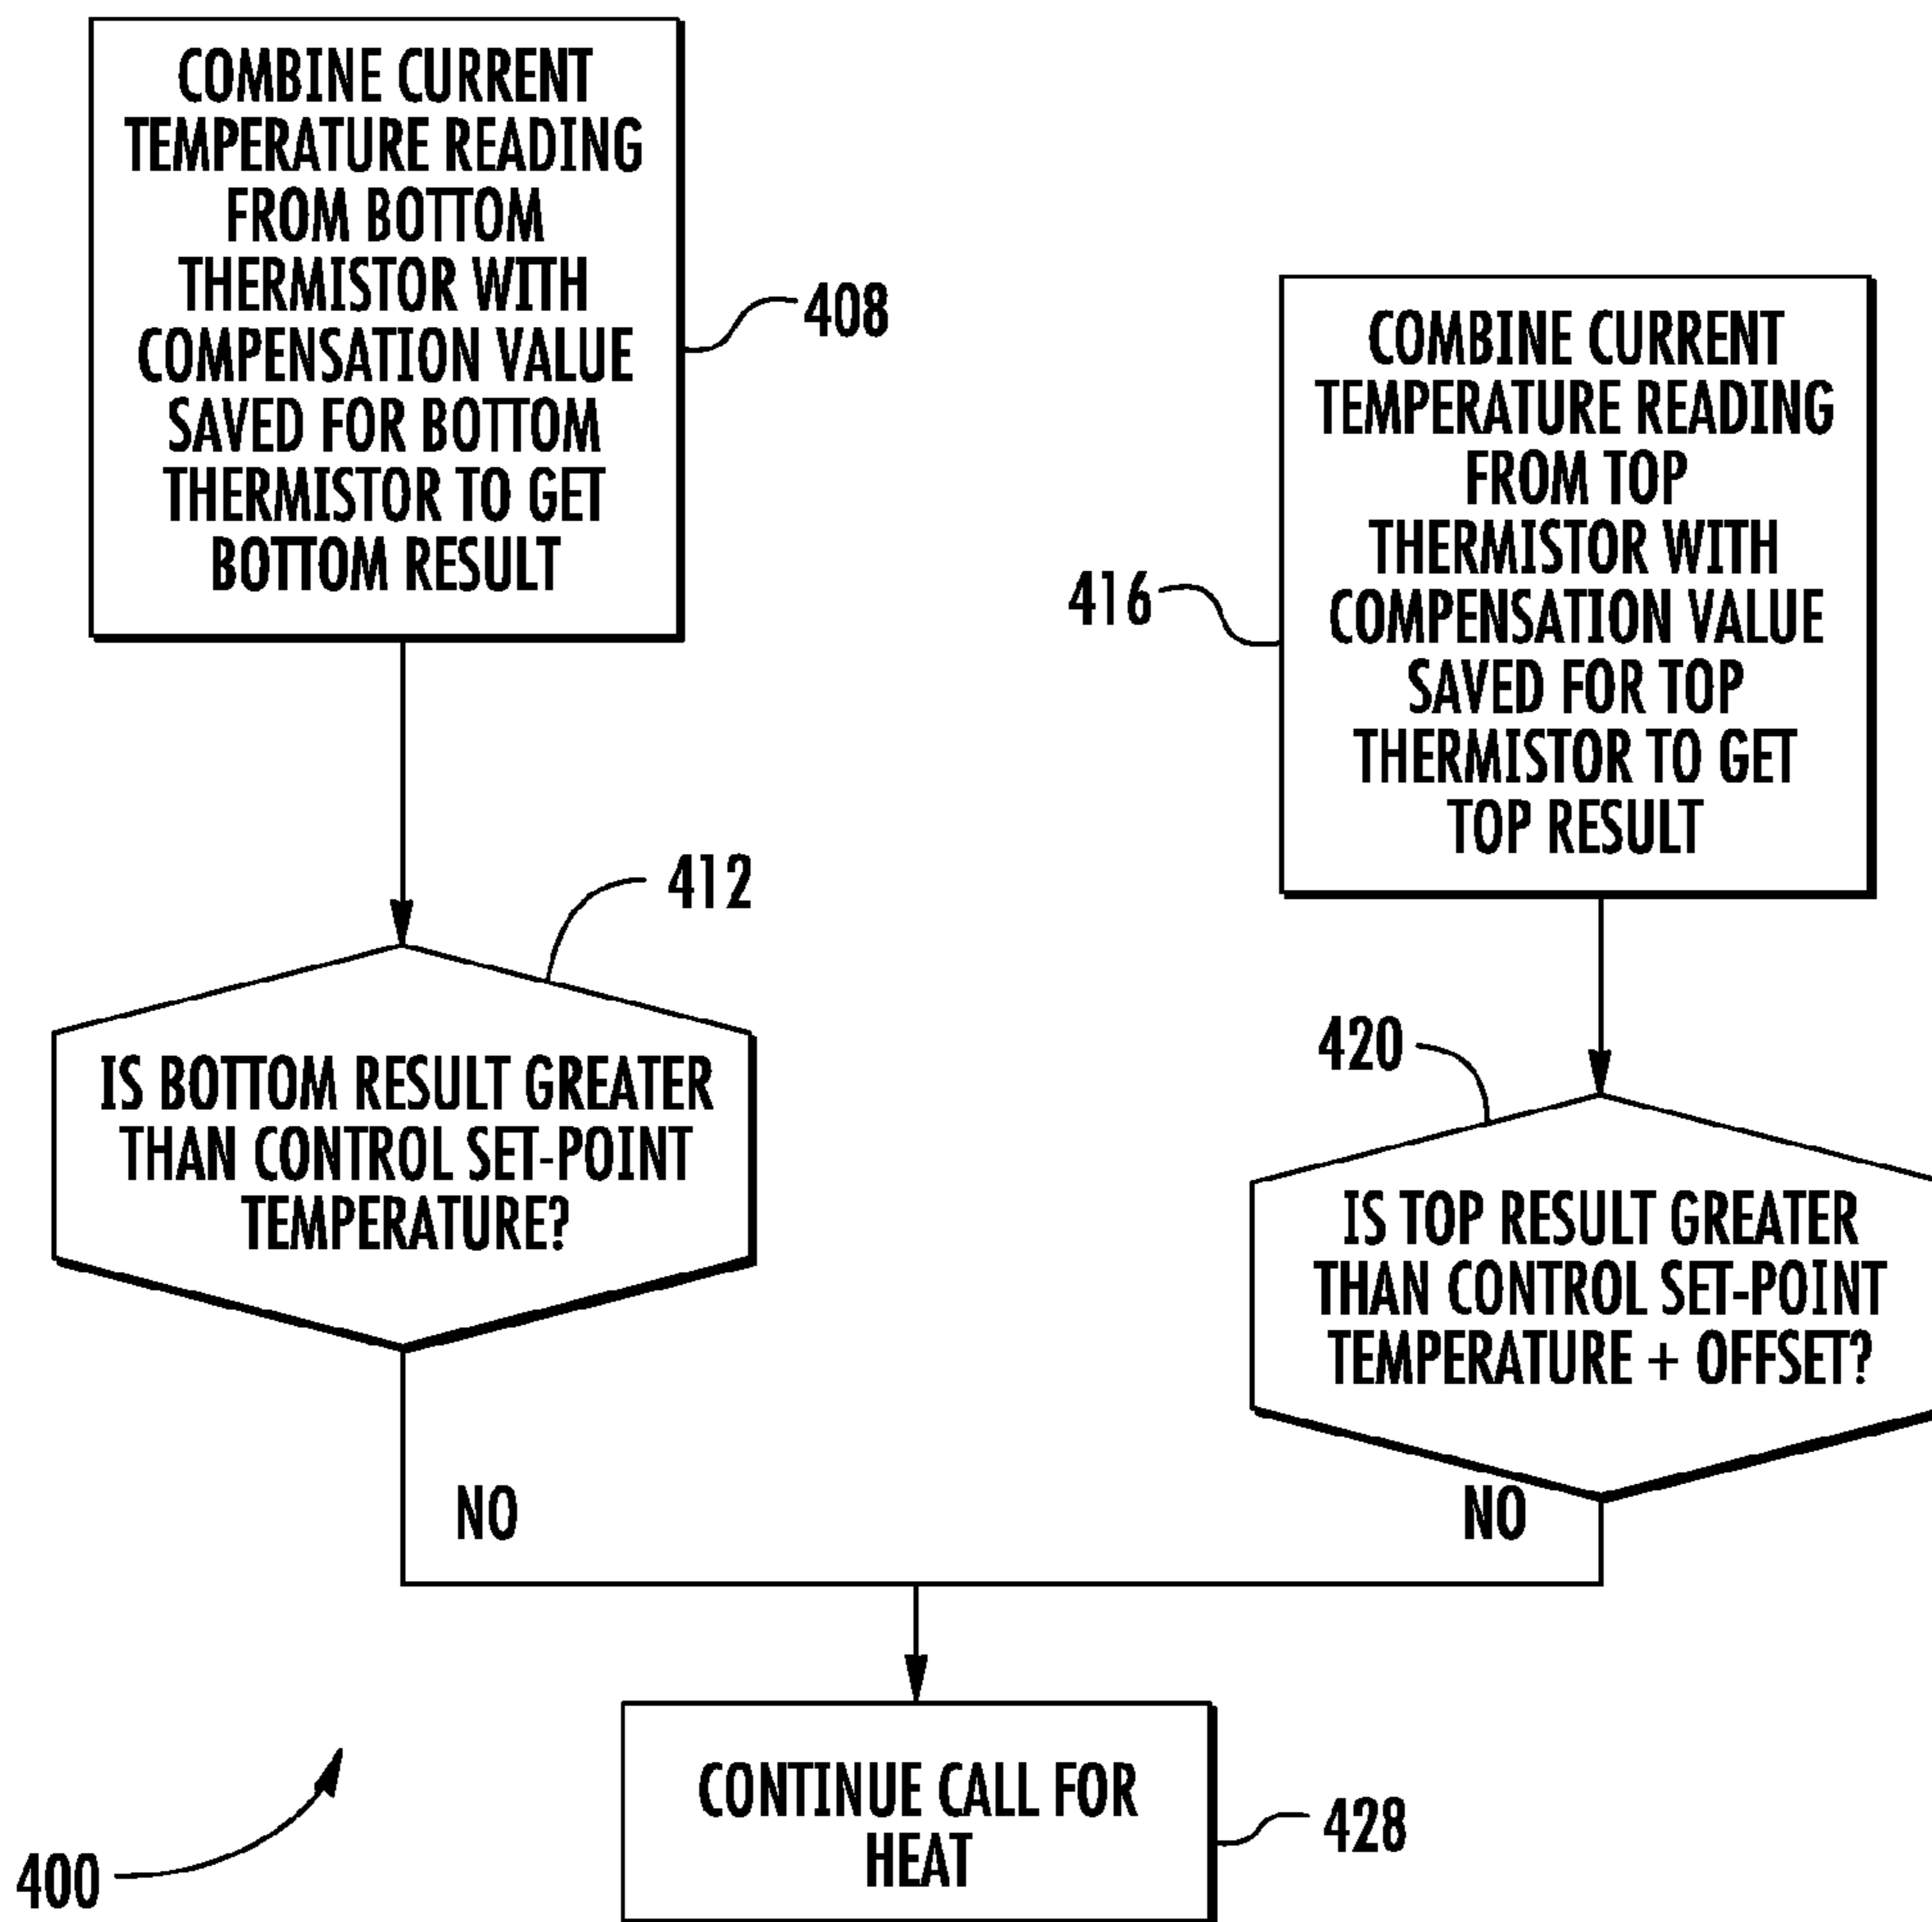 COMBINE CURRENT
TEMPERATURE READING
FROM BOTTOM
THERMISTOR WITH
COMPENSATION VALUE
SAVED FOR BOTTOM
THERMISTOR TO GET
BOTTOM RESULT
408
COMBINE CURRENT
TEMPERATURE READING
FROM TOP
THERMISTOR WITH
COMPENSATION VALUE
SAVED FOR TOP
THERMISTOR TO GET
TOP RESULT
416
412
IS BOTTOM RESULT GREATER
THAN CONTROL SET-POINT
TEMPERATURE?
420
IS TOP RESULT GREATER
THAN CONTROL SET-POINT
TEMPERATURE + OFFSET?
NO
NO
CONTINUE CALL FOR
HEAT
428
400